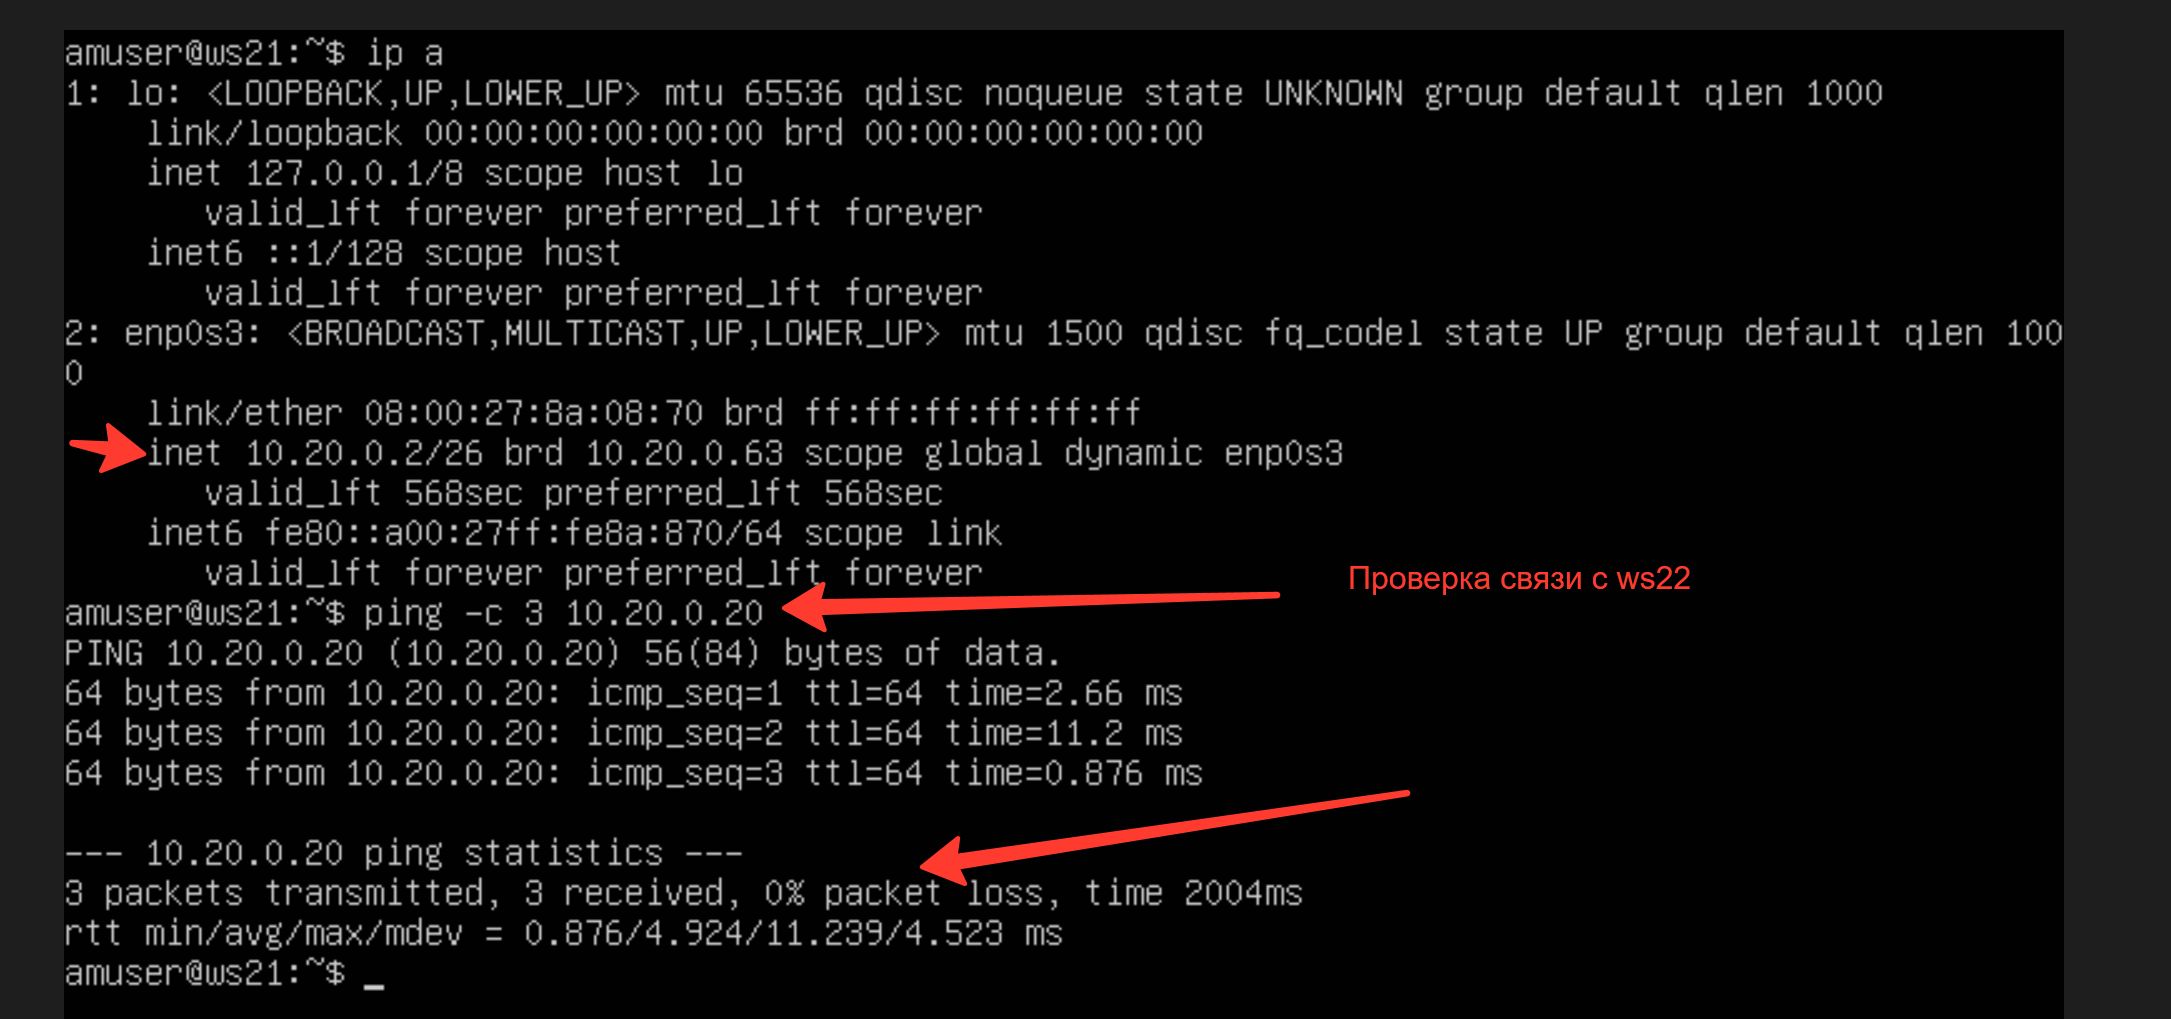 amuser@ws21:~$ ip a
1: lo: <LOOPBACK,UP,LOWER_UP> mtu 65536 qdisc noqueue state UNKNOWN group default qlen 1000
link/loopback 00:00:00:00:00:00 brd 00:00:00:00:00:00
inet 127.0.0.1/8 scope host lo
valid_lft forever preferred_lft forever
inet6 ::1/128 scope host
valid_lft forever preferred_lft forever
2: enp0s3: <BROADCAST,MULTICAST,UP,LOWER_UP> mtu 1500 qdisc fq_codel state UP group default qlen 100
0
link/ether 08:00:27:8a:08:70 brd ff:ff:ff:ff:ff:ff
inet 10.20.0.2/26 brd 10.20.0.63 scope global dynamic enp0s3
valid_lft 568sec preferred_lft 568sec
inet6 fe80::a00:27ff:fe8a:870/64 scope link
valid_lft forever preferred_lft forever
Проверка связи с ws22
amuser@ws21:~$ ping -c 3 10.20.0.20
PING 10.20.0.20 (10.20.0.20) 56(84) bytes of data.
64 bytes from 10.20.0.20: icmp_seq=1 ttl=64 time=2.66 ms
64 bytes from 10.20.0.20: icmp_seq=2 ttl=64 time=11.2 ms
64 bytes from 10.20.0.20: icmp_seq=3 ttl=64 time=0.876 ms
--- 10.20.0.20 ping statistics ---
3 packets transmitted, 3 received, 0% packet loss, time 2004ms
rtt min/avg/max/mdev = 0.876/4.924/11.239/4.523 ms
amuser@ws21:~$ _